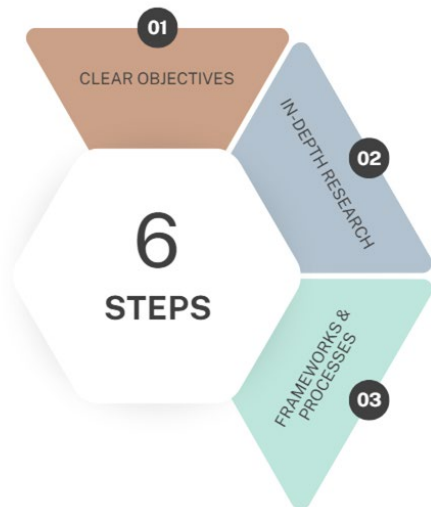 01
CLEAR OBJECTIVES
IN-DEPTH RESEARCH
02
6
STEPS
FRAMEWORKS &
PROCESSES
03